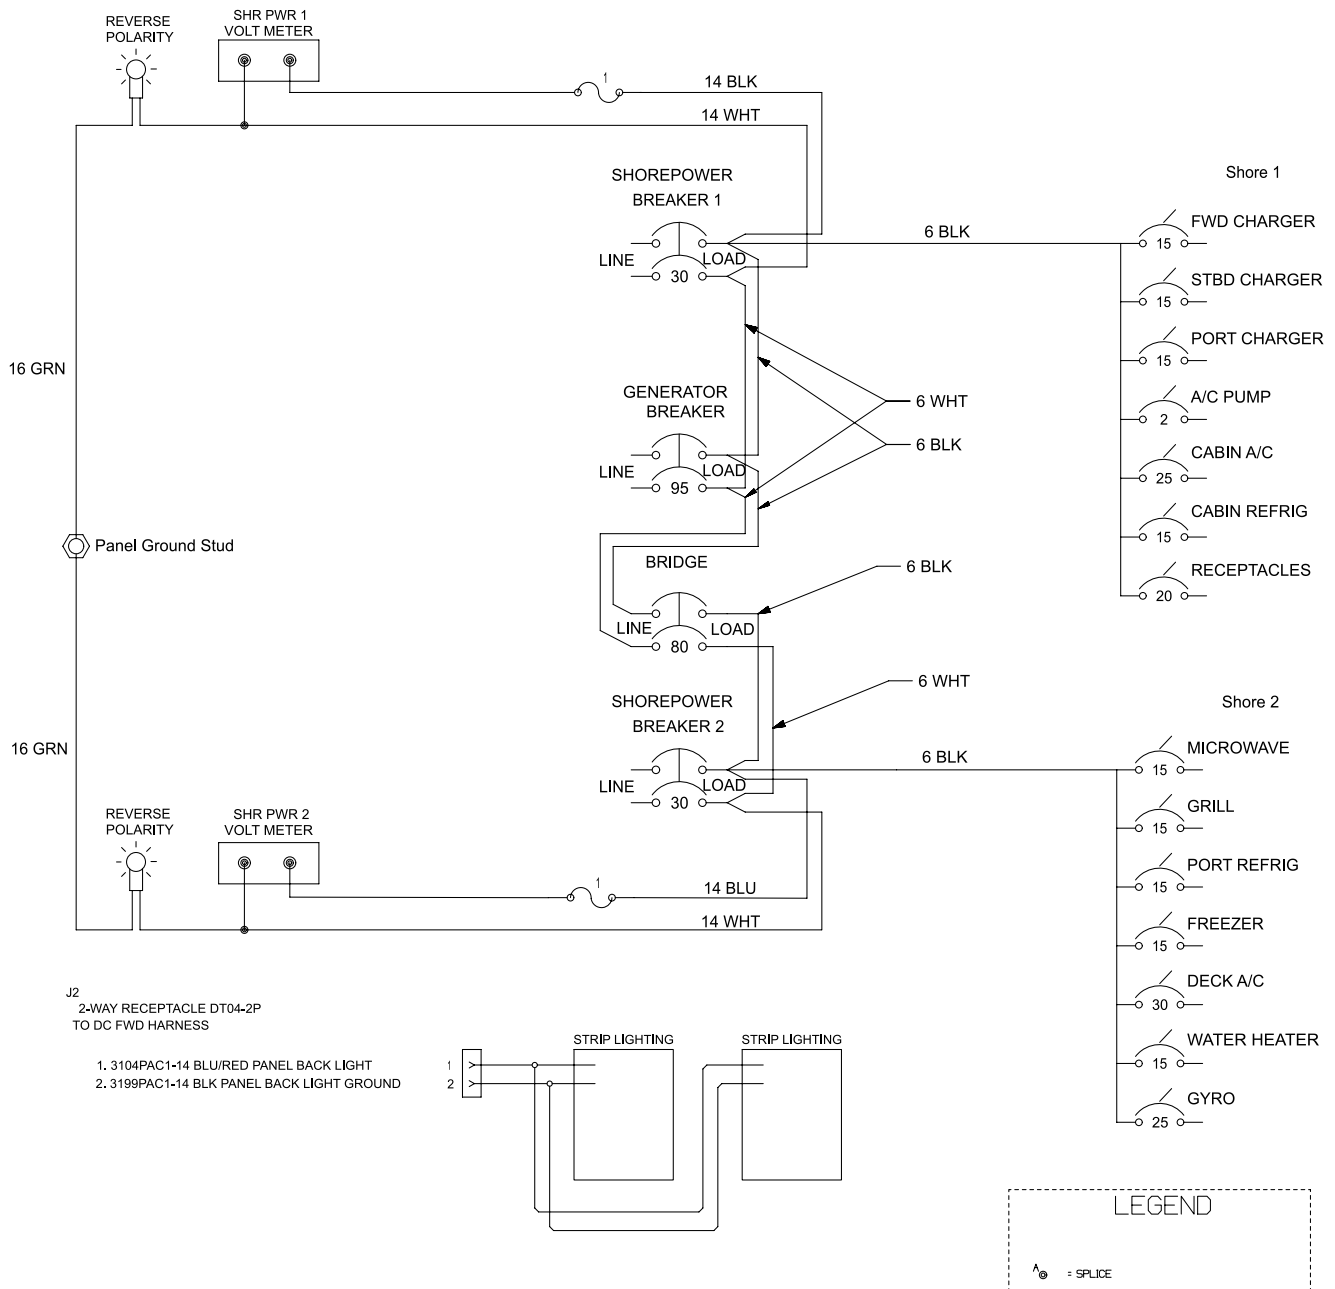 REVERSE
POLARITY
SHR PWR 1
VOLT METER
1
14 BLK
14 WHT
SHOREPOWER
BREAKER 1
LINE
LOAD
30
6 BLK
Shore 1
FWD CHARGER
15
STBD CHARGER
15
PORT CHARGER
15
A/C PUMP
2
CABIN A/C
25
CABIN REFRIG
15
RECEPTACLES
20
16 GRN
GENERATOR
BREAKER
LINE
LOAD
95
6 WHT
6 BLK
Panel Ground Stud
BRIDGE
LINE
LOAD
80
6 BLK
6 WHT
SHOREPOWER
BREAKER 2
LINE
LOAD
30
6 BLK
Shore 2
MICROWAVE
15
GRILL
15
PORT REFRIG
15
FREEZER
15
DECK A/C
30
WATER HEATER
15
GYRO
25
16 GRN
REVERSE
POLARITY
SHR PWR 2
VOLT METER
1
14 BLU
14 WHT
J2
2-WAY RECEPTACLE DT04-2P
TO DC FWD HARNESS
1. 3104PAC1-14 BLU/RED PANEL BACK LIGHT
2. 3199PAC1-14 BLK PANEL BACK LIGHT GROUND
1
2
STRIP LIGHTING
STRIP LIGHTING
LEGEND
A
= SPLICE